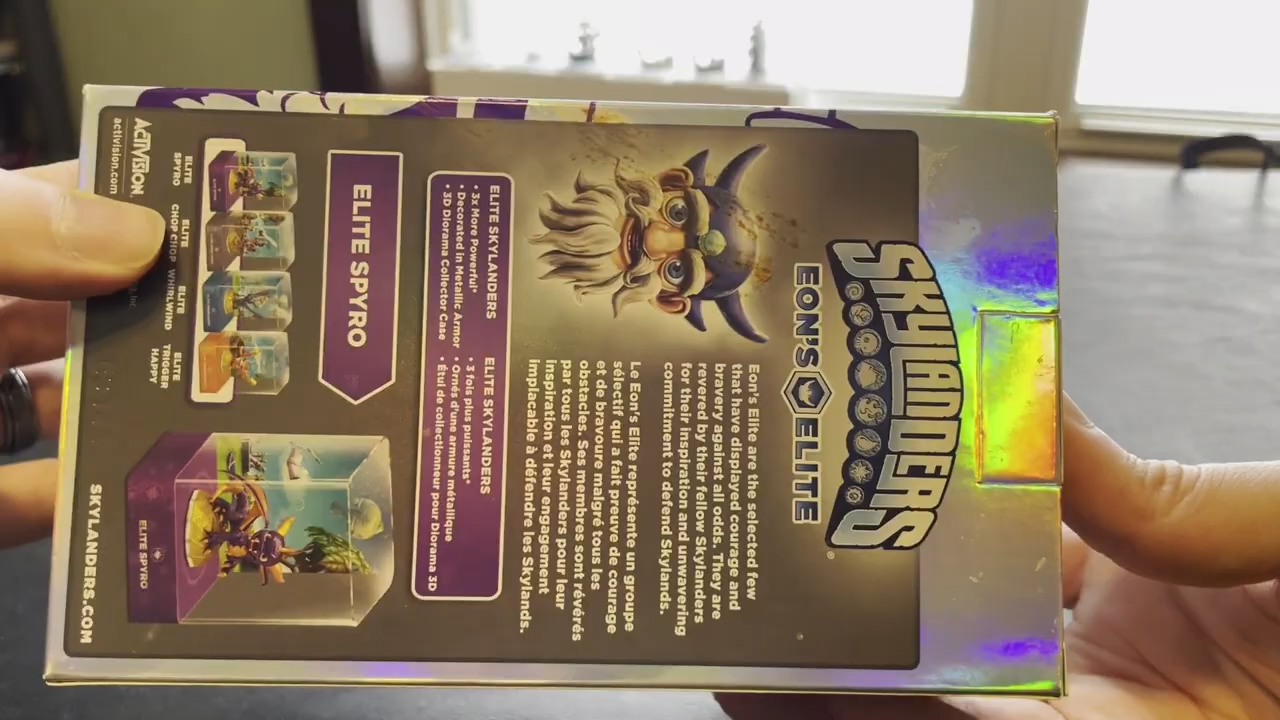 SKYLANDERS
EON'S ELITE
Eon's Elite are the selected few
that have displayed courage and
bravery against all odds. They are
revered by their fellow Skylanders
for their inspiration and unwavering
commitment to defend Skylands.
Le Eon's Elite représente un groupe
sélectif qui a fait preuve de courage
et de bravoure malgré tous les
obstacles. Ses membres sont révérés
par tous les Skylanders pour leur
inspiration et leur engagement
implacable à défendre les Skylands.
ELITE SKYLANDERS
• 3x More Powerful*
• Decorated in Metallic Armor
• 3D Diorama Collector Case
ELITE SKYLANDERS
• 3 fois plus puissants*
• Ornés d'une armure métallique
• Étui de collectionneur pour Diorama 3D
ELITE SPYRO
ELITE SPYRO
ELITE
SPYRO
ELITE
CHOP CHOP
ELITE
WHIRLWIND
ELITE
TRIGGER
HAPPY
ACTIVISION.
activision.com
SKYLANDERS.COM